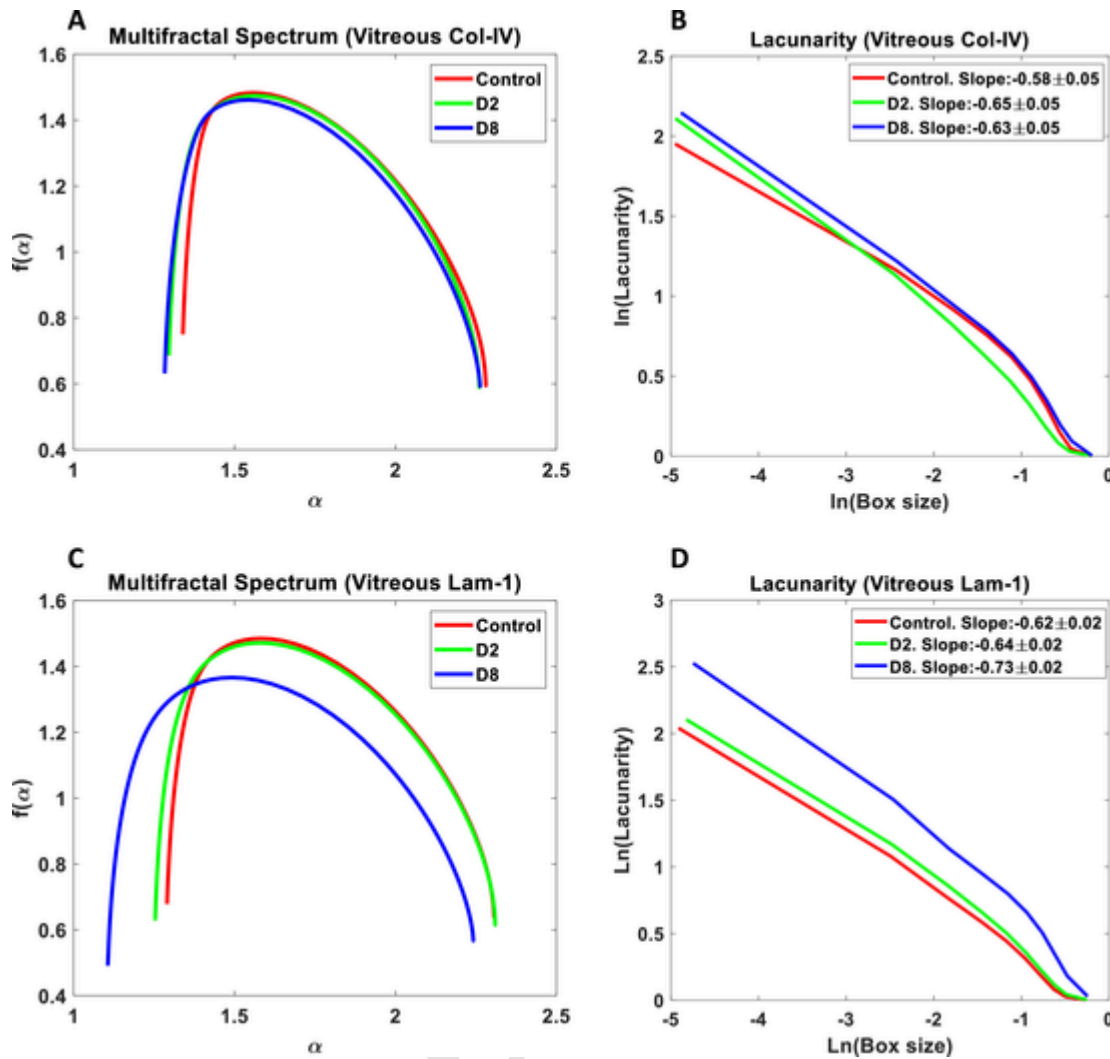 A
Multifractal Spectrum (Vitreous Col-IV)
1.6
1.4
1.2
1
0.8
0.6
0.4
f(α)
1
1.5
2
2.5
α
Control
D2
D8
B
Lacunarity (Vitreous Col-IV)
2.5
2
1.5
1
0.5
0
ln(Lacunarity)
-5
-4
-3
-2
-1
0
ln(Box size)
Control. Slope:-0.58±0.05
D2. Slope:-0.65±0.05
D8. Slope:-0.63±0.05
C
Multifractal Spectrum (Vitreous Lam-1)
1.6
1.4
1.2
1
0.8
0.6
0.4
f(α)
1
1.5
2
2.5
α
Control
D2
D8
D
Lacunarity (Vitreous Lam-1)
3
2.5
2
1.5
1
0.5
0
Ln(Lacunarity)
-5
-4
-3
-2
-1
0
Ln(Box size)
Control. Slope:-0.62±0.02
D2. Slope:-0.64±0.02
D8. Slope:-0.73±0.02